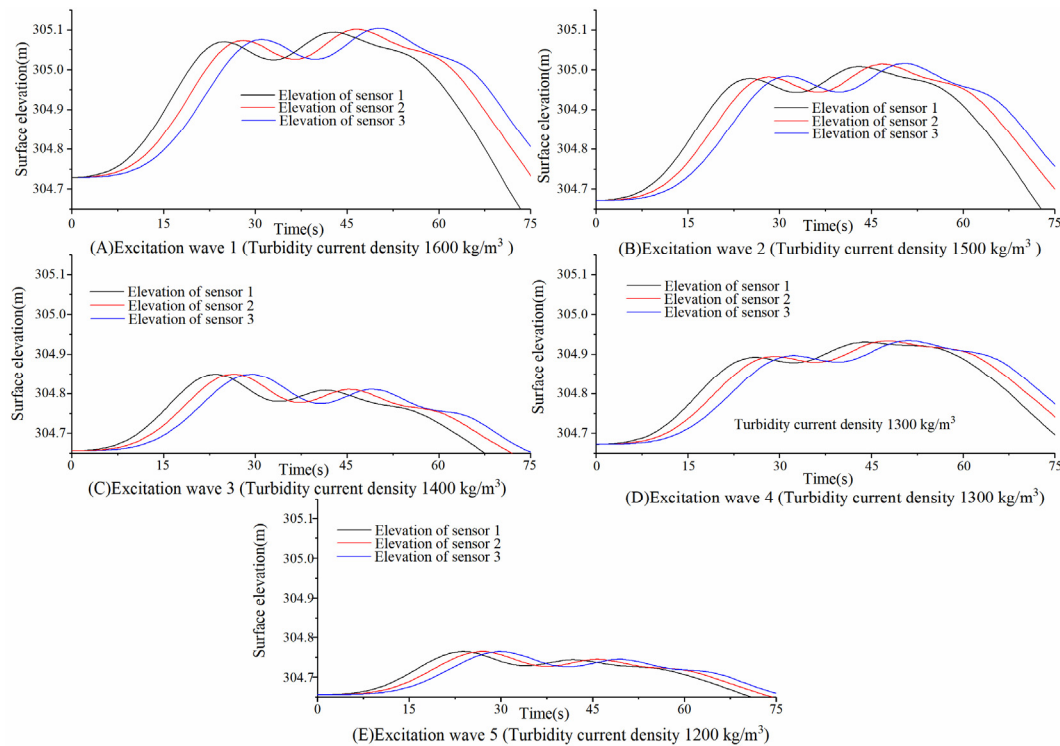 305.1
305.0
304.9
304.8
304.7
Surface elevation(m)
Elevation of sensor 1
Elevation of sensor 2
Elevation of sensor 3
0 15 30 45 60 75
Time(s)
(A)Excitation wave 1 (Turbidity current density 1600 kg/m³ )
305.1
305.0
304.9
304.8
304.7
Surface elevation(m)
Elevation of sensor 1
Elevation of sensor 2
Elevation of sensor 3
0 15 30 45 60 75
Time(s)
(B)Excitation wave 2 (Turbidity current density 1500 kg/m³)
305.1
305.0
304.9
304.8
304.7
Surface elevation(m)
Elevation of sensor 1
Elevation of sensor 2
Elevation of sensor 3
0 15 30 45 60 75
Time(s)
(C)Excitation wave 3 (Turbidity current density 1400 kg/m³)
305.1
305.0
304.9
304.8
304.7
Surface elevation(m)
Elevation of sensor 1
Elevation of sensor 2
Elevation of sensor 3
Turbidity current density 1300 kg/m³
0 15 30 45 60 75
Time(s)
(D)Excitation wave 4 (Turbidity current density 1300 kg/m³)
305.1
305.0
304.9
304.8
304.7
Surface elevation(m)
Elevation of sensor 1
Elevation of sensor 2
Elevation of sensor 3
0 15 30 45 60 75
Time(s)
(E)Excitation wave 5 (Turbidity current density 1200 kg/m³)